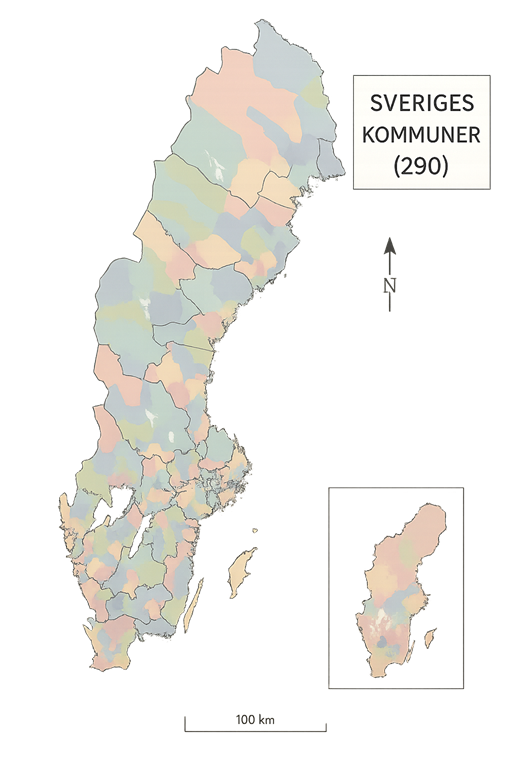 SVERIGES
KOMMUNER
(290)
N
100 km